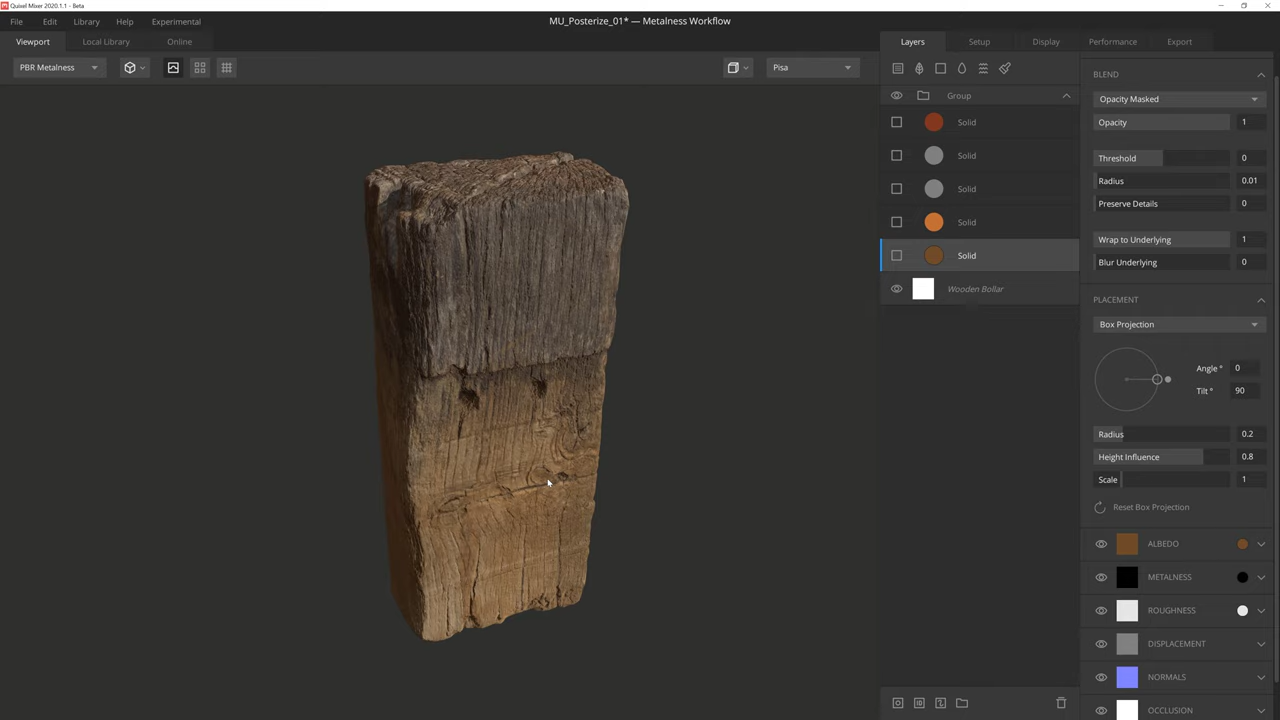 Quixel Mixer 2020.1.1 - Beta
File Edit Library Help Experimental
MU_Posterize_01* — Metalness Workflow
Viewport Local Library Online
Layers Setup Display Performance Export
PBR Metalness
Pisa
Group
Solid
Solid
Solid
Solid
Solid
Wooden Bollar
BLEND
Opacity Masked
Opacity 1
Threshold 0
Radius 0.01
Preserve Details 0
Wrap to Underlying 1
Blur Underlying 0
PLACEMENT
Box Projection
Angle° 0
Tilt° 90
Radius 0.2
Height Influence 0.8
Scale 1
Reset Box Projection
ALBEDO
METALNESS
ROUGHNESS
DISPLACEMENT
NORMALS
OCCLUSION